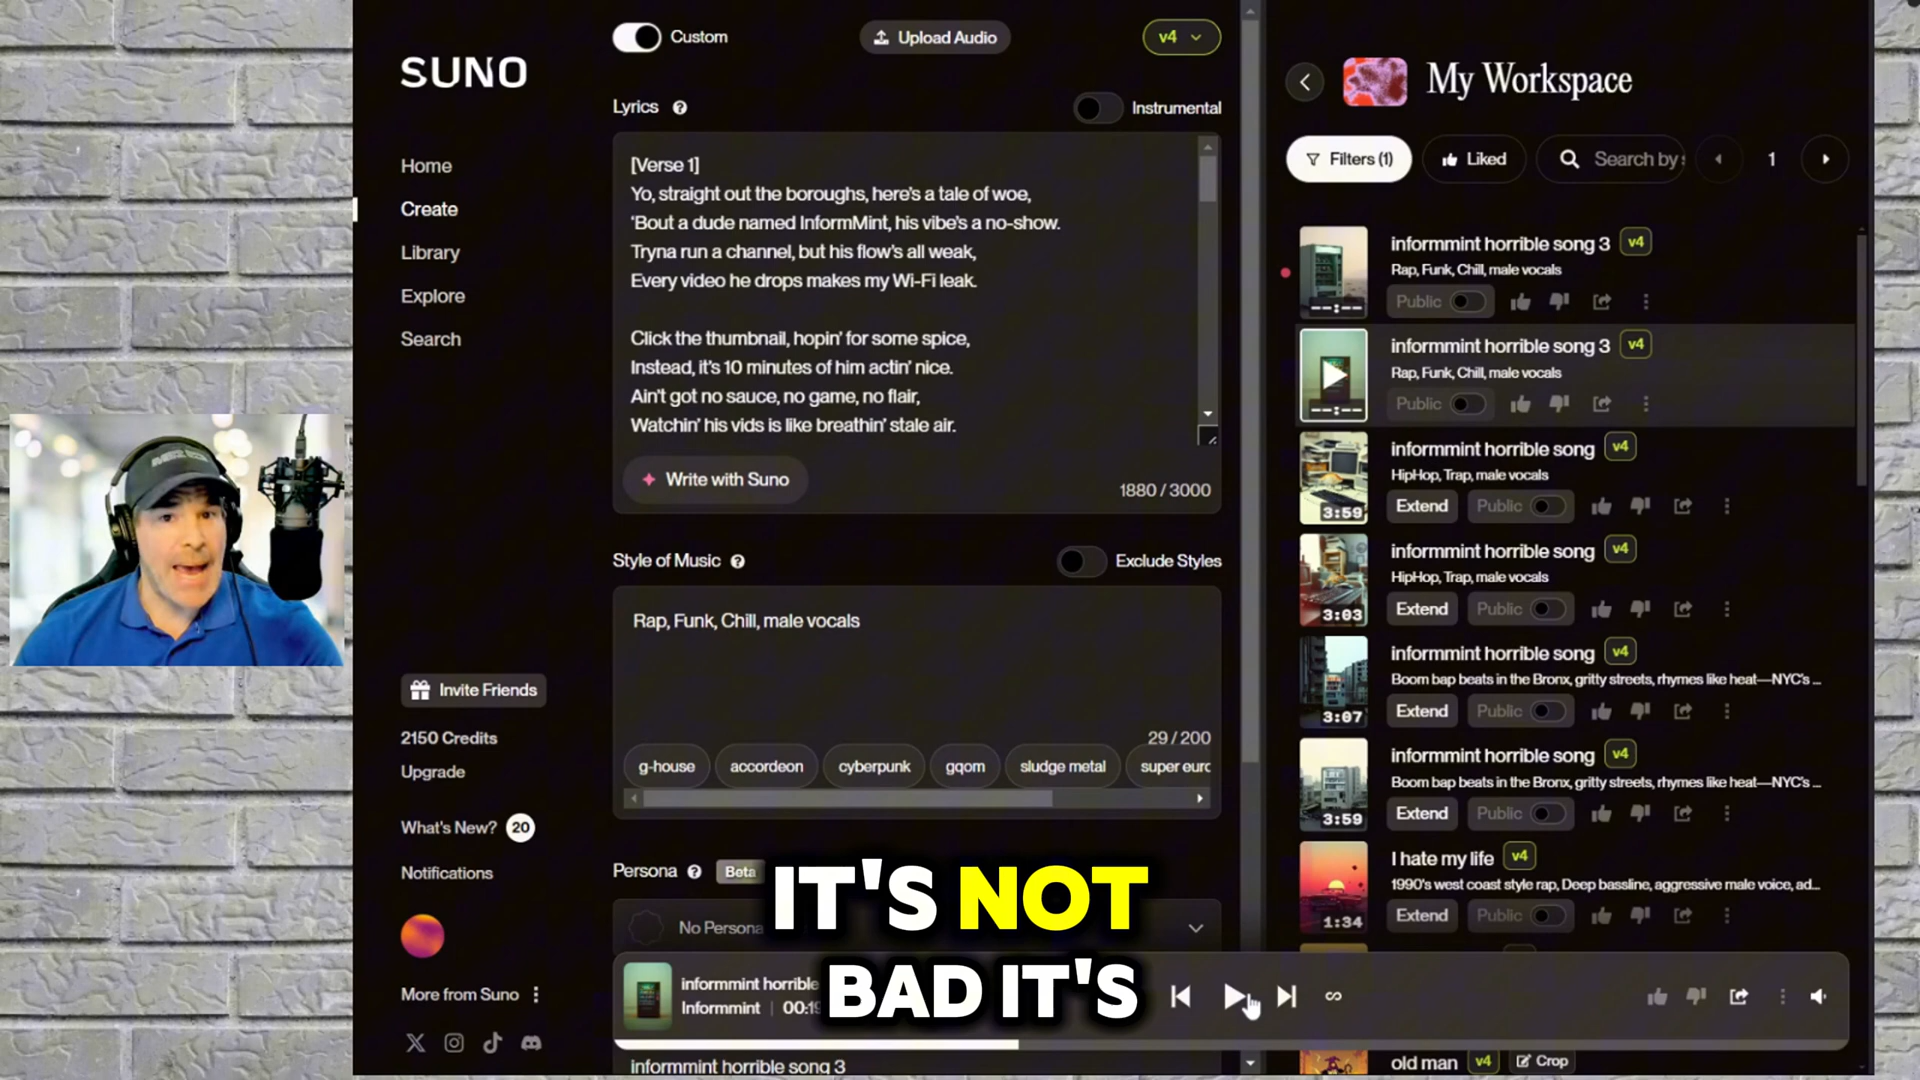 SUNO
Home
Create
Library
Explore
Search
Invite Friends
2150 Credits
Upgrade
What's New? 20
Notifications
More from Suno
Custom
Upload Audio
v4
Lyrics
Instrumental
[Verse 1]
Yo, straight out the boroughs, here's a tale of woe,
'Bout a dude named InformMint, his vibe's a no-show.
Tryna run a channel, but his flow's all weak,
Every video he drops makes my Wi-Fi leak.
Click the thumbnail, hopin' for some spice,
Instead, it's 10 minutes of him actin' nice.
Ain't got no sauce, no game, no flair,
Watchin' his vids is like breathin' stale air.
Write with Suno
1880 / 3000
Style of Music
Exclude Styles
Rap, Funk, Chill, male vocals
29 / 200
g-house accordeon cyberpunk gqom sludge metal super eurc
Persona Beta
No Persona
IT'S NOT
BAD IT'S
informmint horrible
Informmint
informmint horrible song 3
My Workspace
Filters (1)
Liked
Search by
1
informmint horrible song 3 v4
Rap, Funk, Chill, male vocals
Public
--:--
informmint horrible song 3 v4
Rap, Funk, Chill, male vocals
Public
--:--
informmint horrible song v4
HipHop, Trap, male vocals
3:59 Extend Public
informmint horrible song v4
HipHop, Trap, male vocals
3:03 Extend Public
informmint horrible song v4
Boom bap beats in the Bronx, gritty streets, rhymes like heat—NYC's ...
3:07 Extend Public
informmint horrible song v4
Boom bap beats in the Bronx, gritty streets, rhymes like heat—NYC's ...
3:59 Extend Public
I hate my life v4
1990's west coast style rap, Deep bassline, aggressive male voice, ad...
1:34 Extend Public
old man v4 Crop